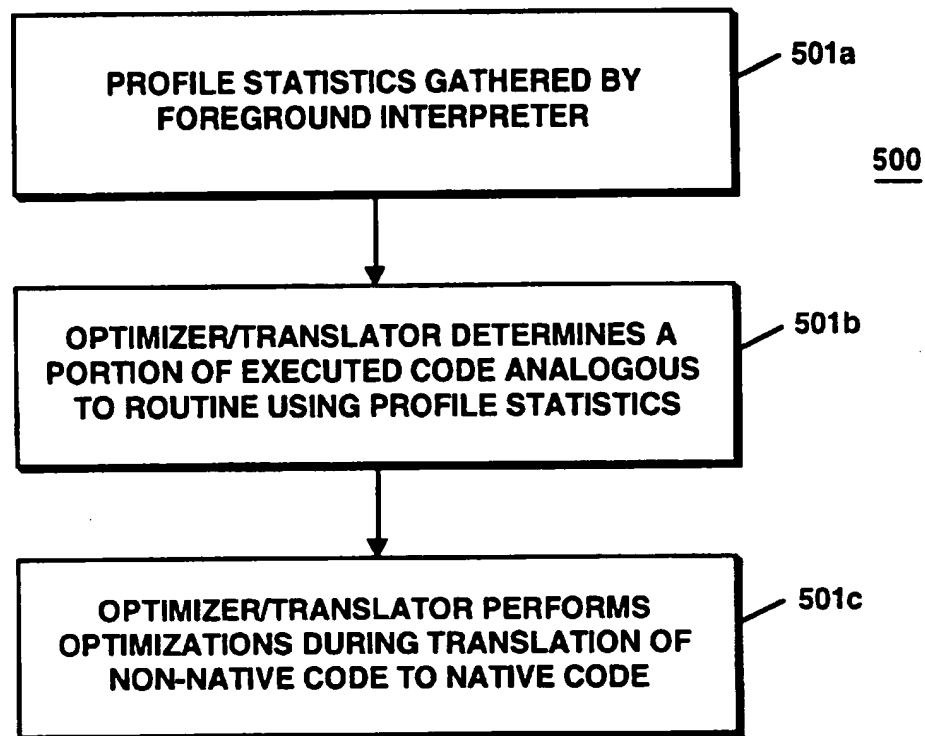 PROFILE STATISTICS GATHERED BY
FOREGROUND INTERPRETER
501a
500
OPTIMIZER/TRANSLATOR DETERMINES A
PORTION OF EXECUTED CODE ANALOGOUS
TO ROUTINE USING PROFILE STATISTICS
501b
OPTIMIZER/TRANSLATOR PERFORMS
OPTIMIZATIONS DURING TRANSLATION OF
NON-NATIVE CODE TO NATIVE CODE
501c